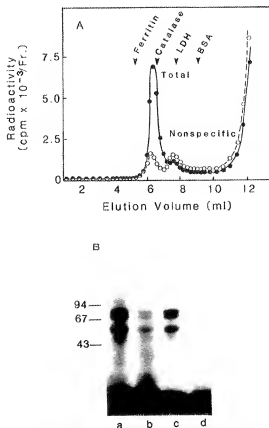 A
Ferritin
Catalase
LDH
BSA
Radioactivity
(cpm × 10⁻³/Fr.)
7.5
5.0
2.5
0
Total
Nonspecific
2 4 6 8 10 12
Elution Volume (ml)
B
94
67
43
a b c d